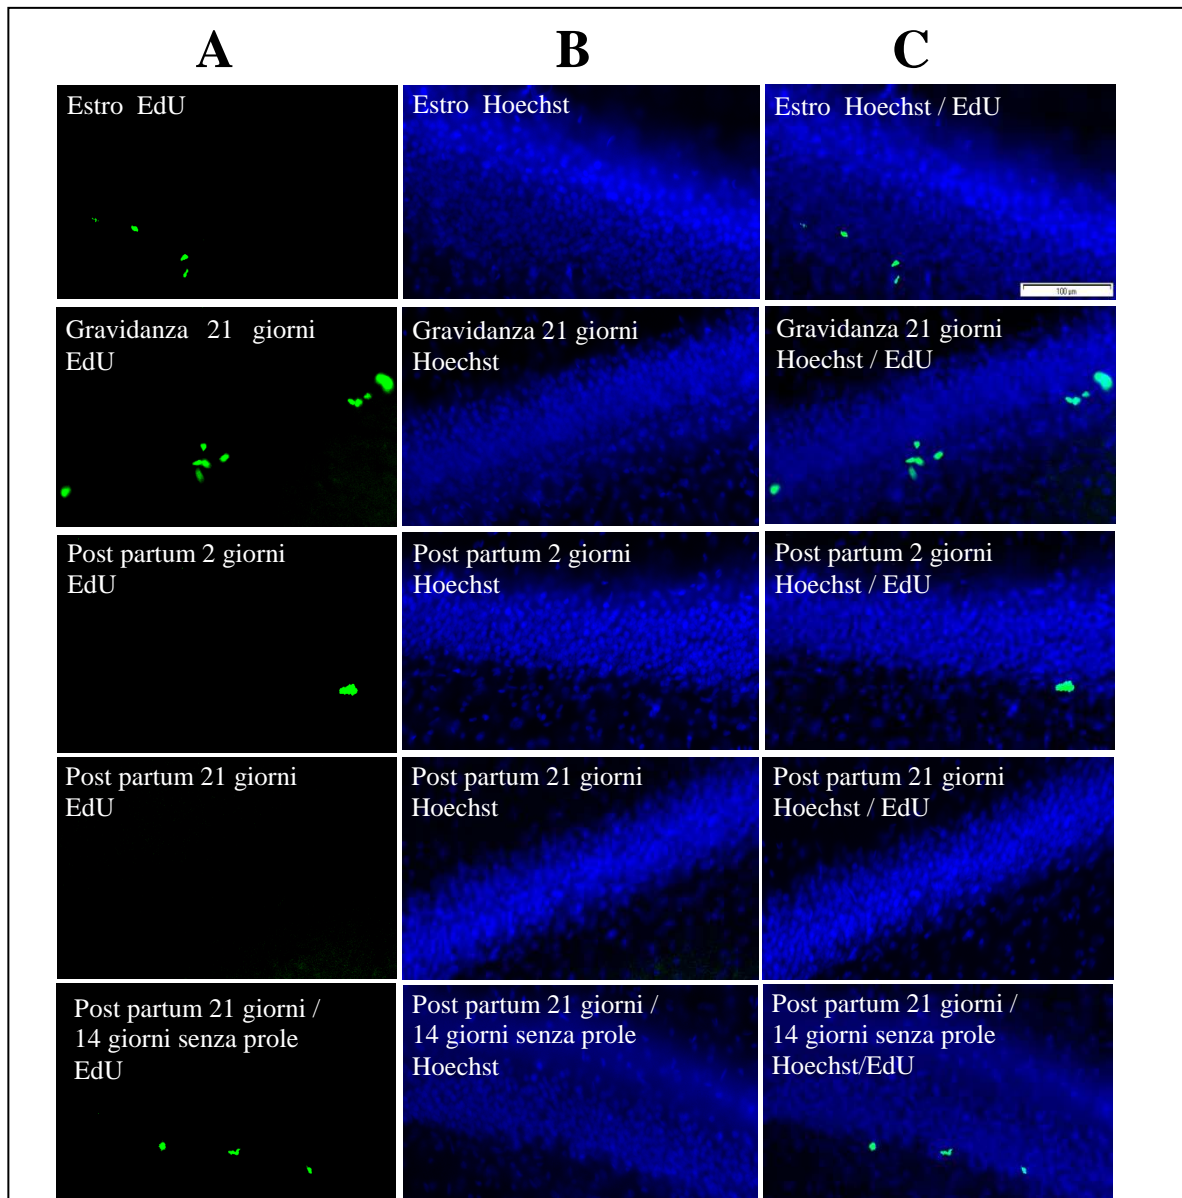 A B C
Estro EdU
Estro Hoechst
Estro Hoechst / EdU
100 µm
Gravidanza 21 giorni
EdU
Gravidanza 21 giorni
Hoechst
Gravidanza 21 giorni
Hoechst / EdU
Post partum 2 giorni
EdU
Post partum 2 giorni
Hoechst
Post partum 2 giorni
Hoechst / EdU
Post partum 21 giorni
EdU
Post partum 21 giorni
Hoechst
Post partum 21 giorni
Hoechst / EdU
Post partum 21 giorni /
14 giorni senza prole
EdU
Post partum 21 giorni /
14 giorni senza prole
Hoechst
Post partum 21 giorni /
14 giorni senza prole
Hoechst/EdU